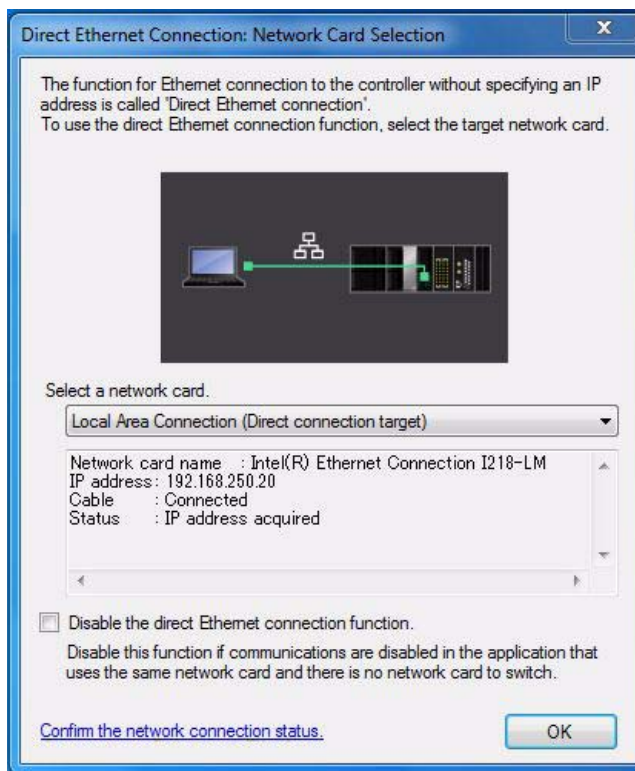 Direct Ethernet Connection: Network Card Selection
The function for Ethernet connection to the controller without specifying an IP
address is called 'Direct Ethernet connection'.
To use the direct Ethernet connection function, select the target network card.
Select a network card.
Local Area Connection (Direct connection target)
Network card name : Intel(R) Ethernet Connection I218-LM
IP address : 192.168.250.20
Cable : Connected
Status : IP address acquired
Disable the direct Ethernet connection function.
Disable this function if communications are disabled in the application that
uses the same network card and there is no network card to switch.
Confirm the network connection status.
OK